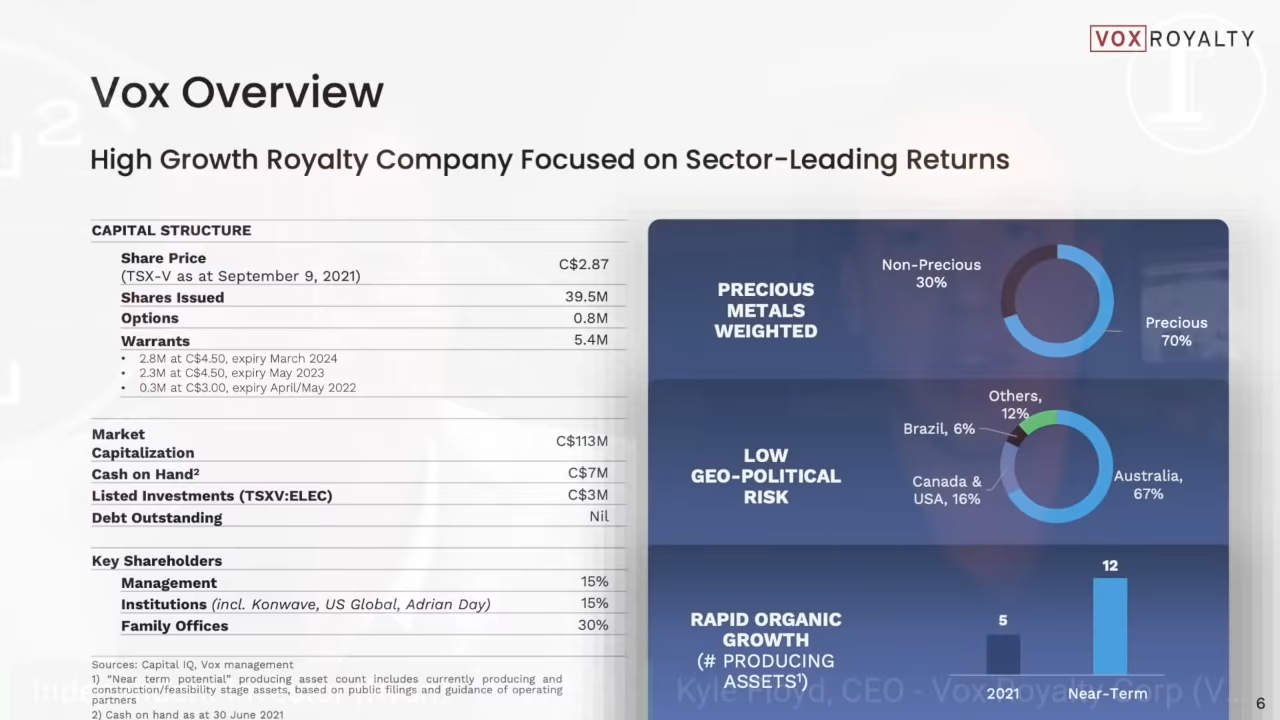 VOX ROYALTY
Vox Overview
High Growth Royalty Company Focused on Sector-Leading Returns
CAPITAL STRUCTURE
Share Price
(TSX-V as at September 9, 2021) C$2.87
Shares Issued 39.5M
Options 0.8M
Warrants 5.4M
• 2.8M at C$4.50, expiry March 2024
• 2.3M at C$4.50, expiry May 2023
• 0.3M at C$3.00, expiry April/May 2022
Market
Capitalization C$113M
Cash on Hand² C$7M
Listed Investments (TSXV:ELEC) C$3M
Debt Outstanding Nil
Key Shareholders
Management 15%
Institutions (incl. Konwave, US Global, Adrian Day) 15%
Family Offices 30%
Sources: Capital IQ, Vox management
1) “Near term potential” producing asset count includes currently producing and
construction/feasibility stage assets, based on public filings and guidance of operating
partners
2) Cash on hand as at 30 June 2021
PRECIOUS
METALS
WEIGHTED
Non-Precious
30%
Precious
70%
LOW
GEO-POLITICAL
RISK
Others,
12%
Brazil, 6%
Canada &
USA, 16%
Australia,
67%
RAPID ORGANIC
GROWTH
(# PRODUCING
ASSETS¹)
5
12
2021
Near-Term
Kyle Floyd, CEO - Vox Royalty Corp (V...
6